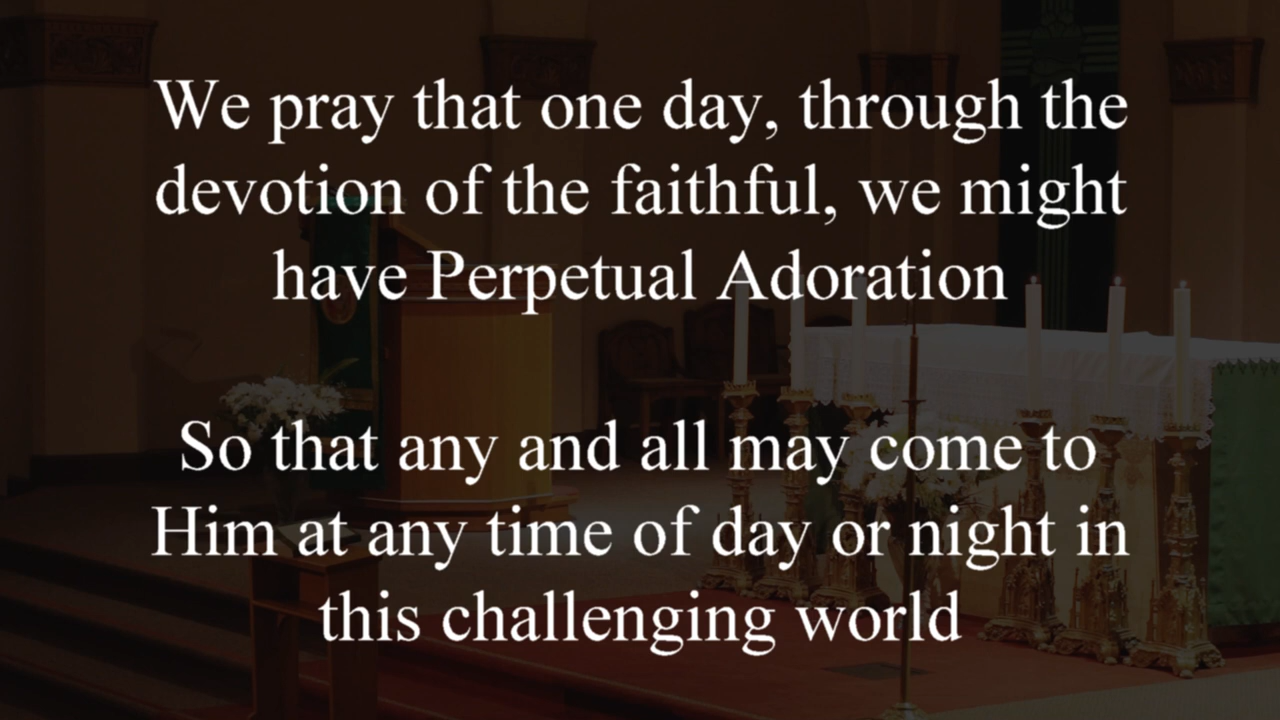 We pray that one day, through the
devotion of the faithful, we might
have Perpetual Adoration
So that any and all may come to
Him at any time of day or night in
this challenging world